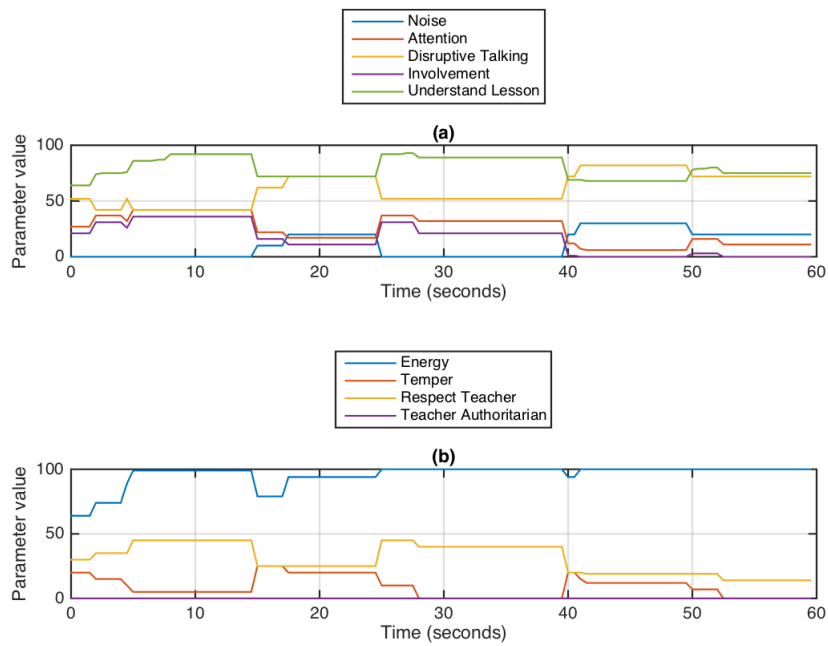 Noise
Attention
Disruptive Talking
Involvement
Understand Lesson
(a)
100
50
0
Parameter value
0 10 20 30 40 50 60
Time (seconds)
Energy
Temper
Respect Teacher
Teacher Authoritarian
(b)
100
50
0
Parameter value
0 10 20 30 40 50 60
Time (seconds)